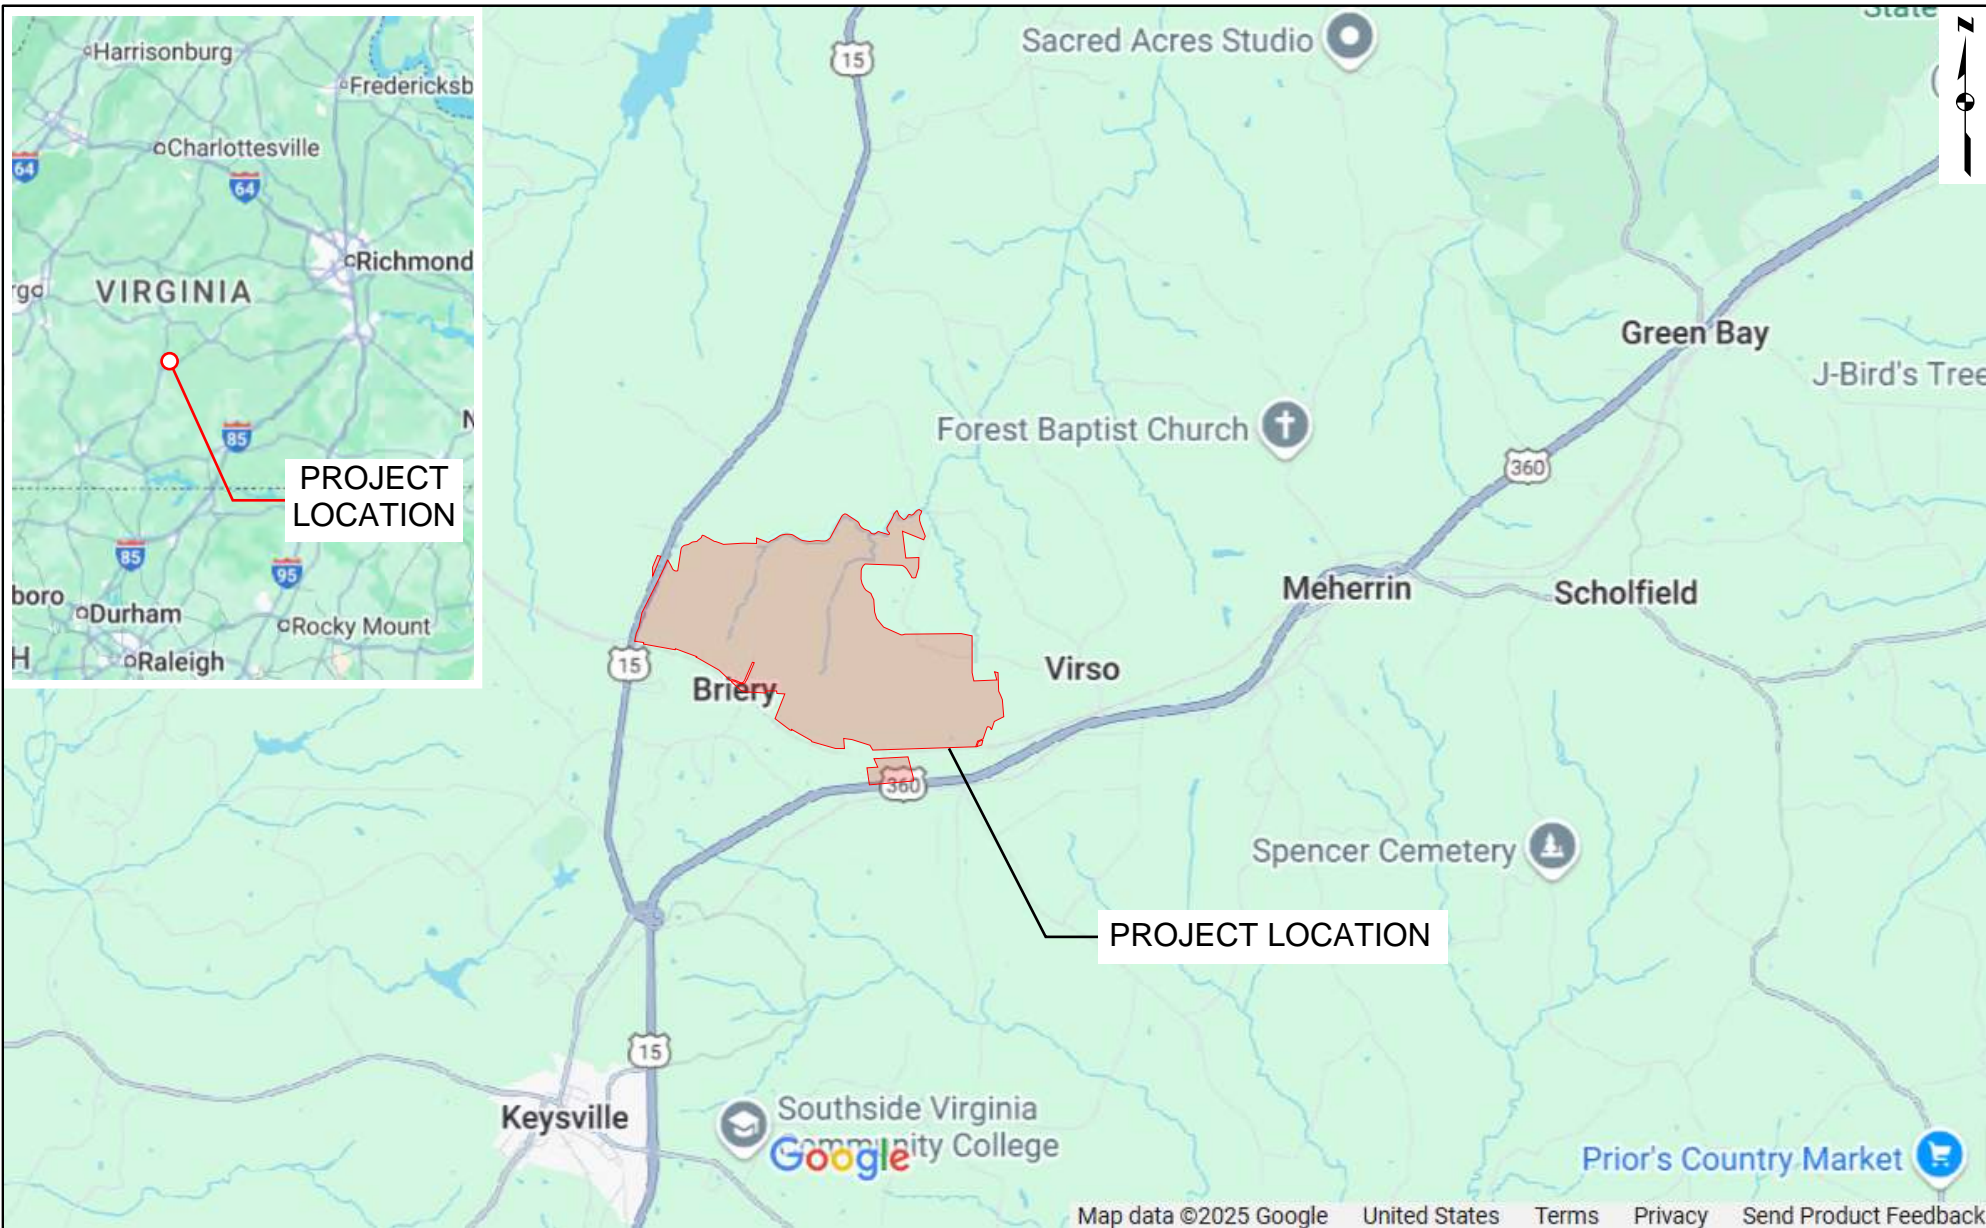 Harrisonburg
Fredericksb
Charlottesville
64
64
Richmond
VIRGINIA
85
PROJECT
LOCATION
85
95
boro
Durham
Rocky Mount
H
Raleigh
N
State
15
Sacred Acres Studio
Z
Green Bay
J-Bird's Tree
Forest Baptist Church
360
Meherrin
Scholfield
15
Virso
Briery
360
Spencer Cemetery
PROJECT LOCATION
15
Keysville
Southside Virginia
Community College
Google
Prior's Country Market
Map data ©2025 Google United States Terms Privacy Send Product Feedback